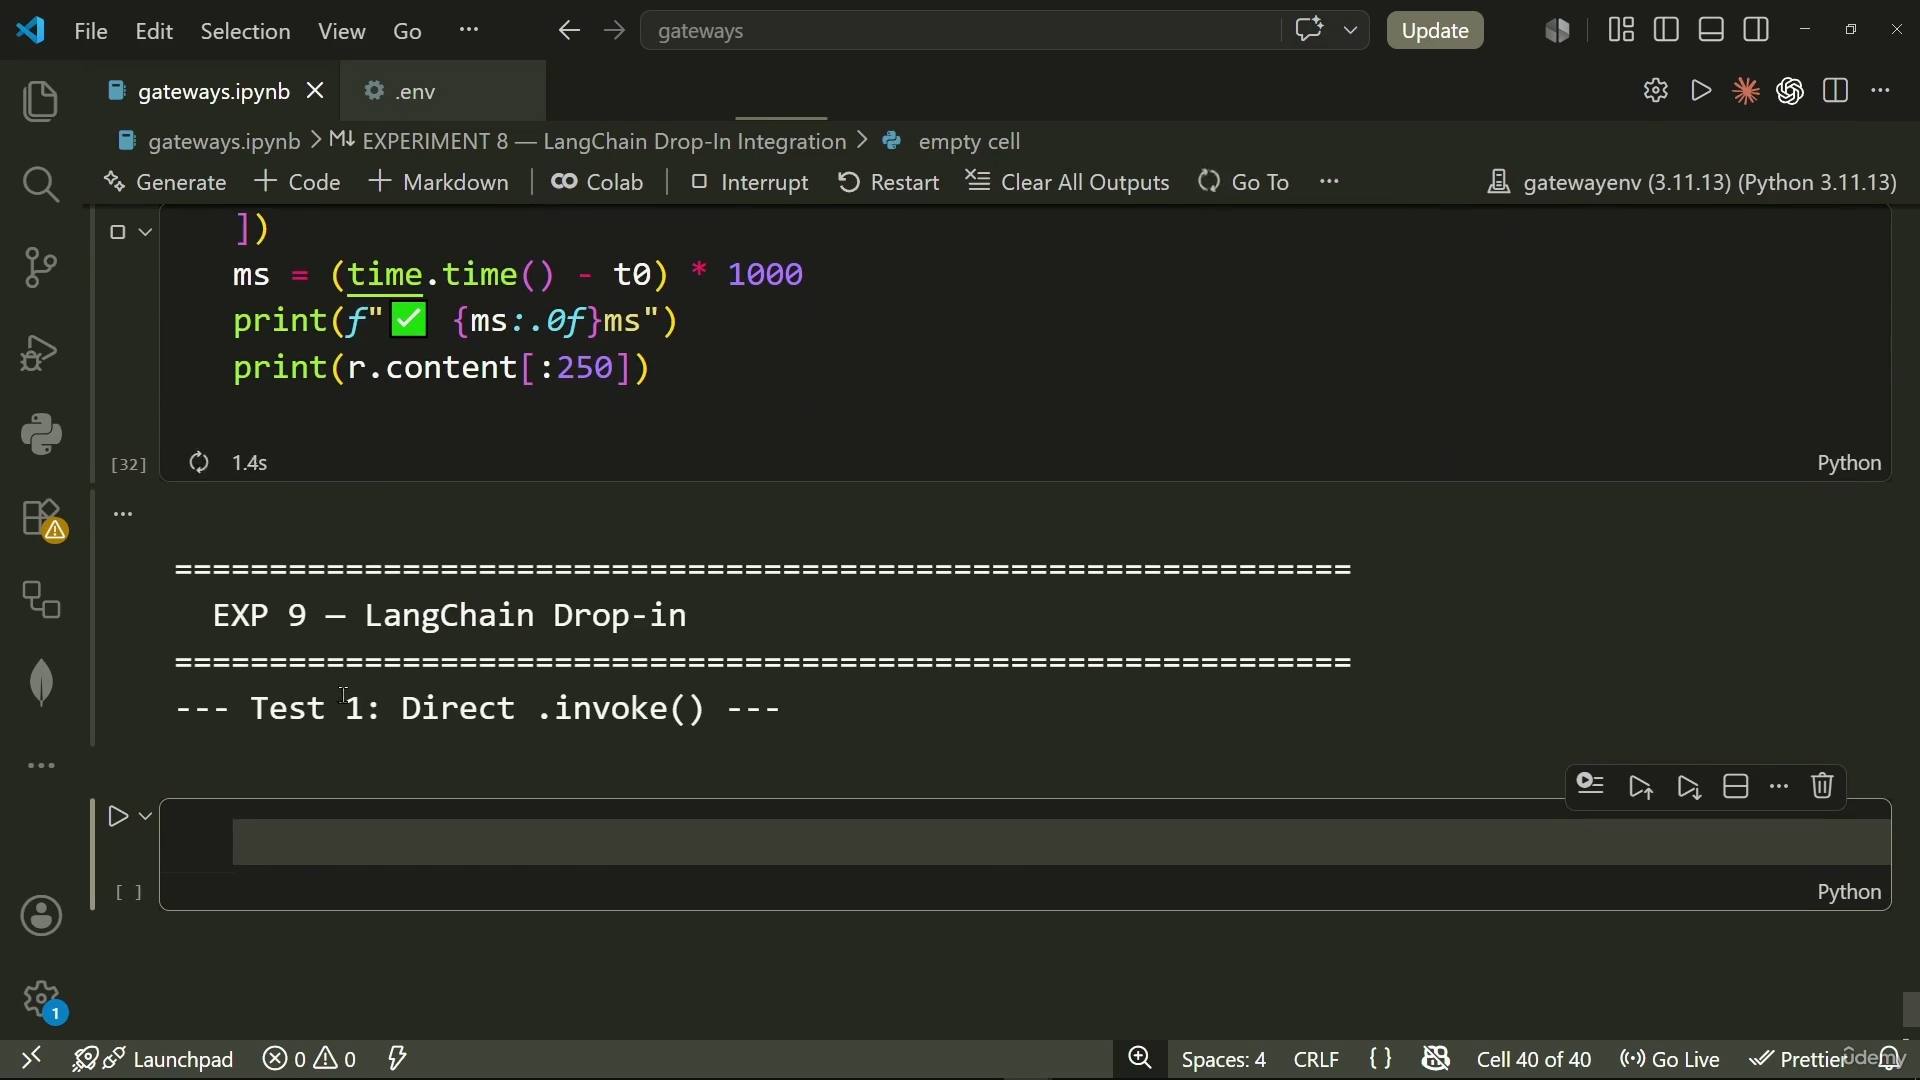 File Edit Selection View Go ··· gateways Update
gateways.ipynb .env
gateways.ipynb > M↓ EXPERIMENT 8 — LangChain Drop-In Integration > empty cell
Generate + Code + Markdown Colab Interrupt Restart Clear All Outputs Go To ··· gatewayenv (3.11.13) (Python 3.11.13)
])
ms = (time.time() - t0) * 1000
print(f"✅ {ms:.0f}ms")
print(r.content[:250])
[32] 1.4s Python
...
==============================================================
EXP 9 — LangChain Drop-in
==============================================================
--- Test 1: Direct .invoke() ---
[ ] Python
1
Launchpad 0 0 Spaces: 4 CRLF {} Cell 40 of 40 Go Live Prettier
ûdemy